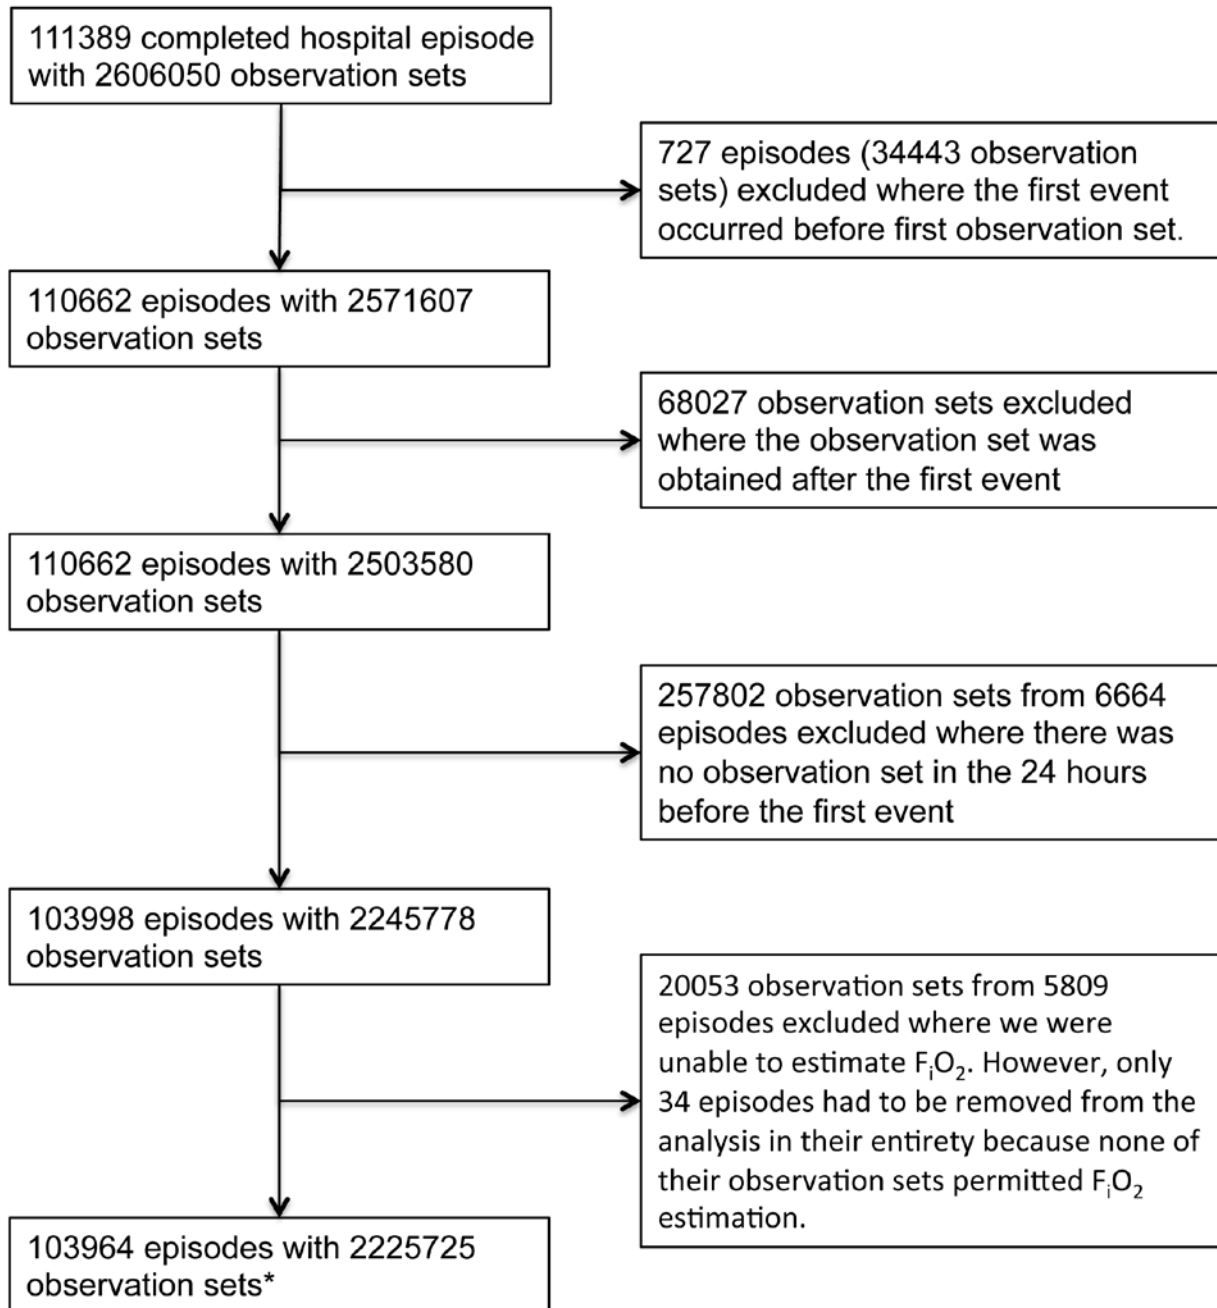 111389 completed hospital episode
with 2606050 observation sets
727 episodes (34443 observation
sets) excluded where the first event
occurred before first observation set.
110662 episodes with 2571607
observation sets
68027 observation sets excluded
where the observation set was
obtained after the first event
110662 episodes with 2503580
observation sets
257802 observation sets from 6664
episodes excluded where there was
no observation set in the 24 hours
before the first event
103998 episodes with 2245778
observation sets
20053 observation sets from 5809
episodes excluded where we were
unable to estimate FᵢO₂. However, only
34 episodes had to be removed from the
analysis in their entirety because none of
their observation sets permitted FᵢO₂
estimation.
103964 episodes with 2225725
observation sets*